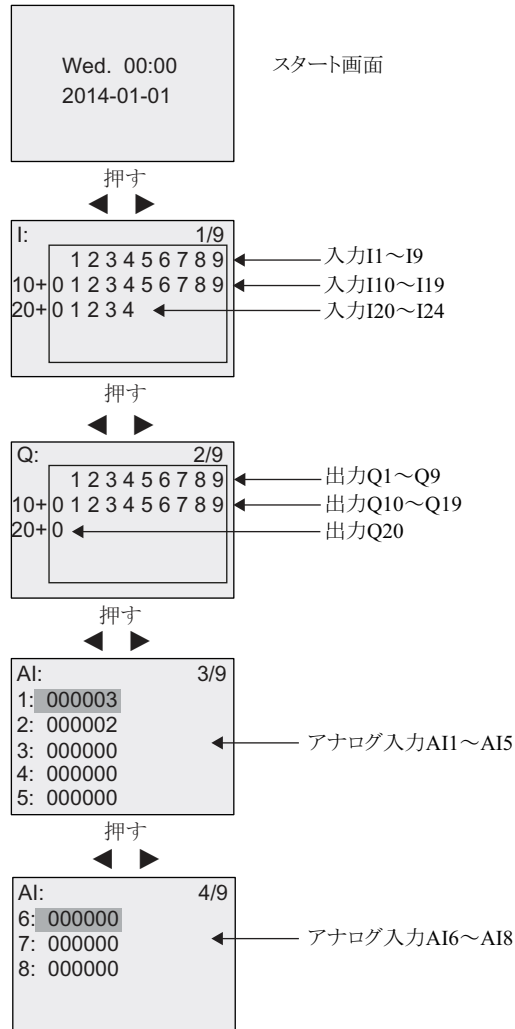 Wed. 00:00 スタート画面
2014-01-01
押す
I: 1/9
1 2 3 4 5 6 7 8 9 入力I1～I9
10+ 0 1 2 3 4 5 6 7 8 9 入力I10～I19
20+ 0 1 2 3 4 入力I20～I24
押す
Q: 2/9
1 2 3 4 5 6 7 8 9 出力Q1～Q9
10+ 0 1 2 3 4 5 6 7 8 9 出力Q10～Q19
20+ 0 出力Q20
押す
AI: 3/9
1: 000003
2: 000002
3: 000000 アナログ入力AI1～AI5
4: 000000
5: 000000
押す
AI: 4/9
6: 000000
7: 000000 アナログ入力AI6～AI8
8: 000000